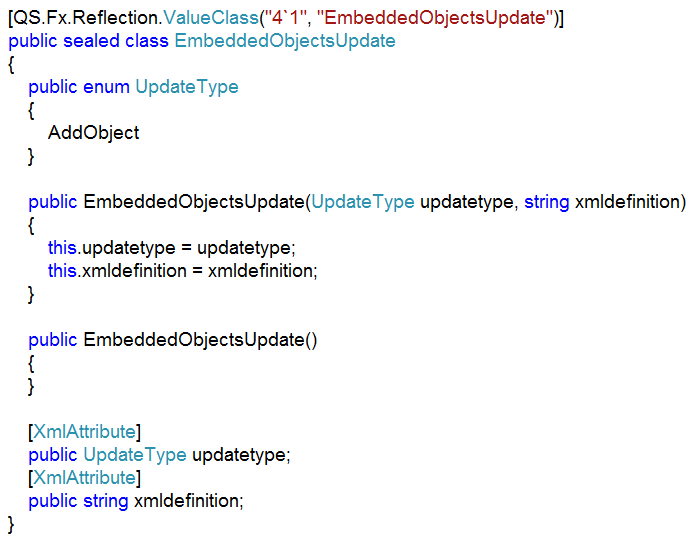 [QS.Fx.Reflection.ValueClass("4`1", "EmbeddedObjectsUpdate")]
public sealed class EmbeddedObjectsUpdate
{
    public enum UpdateType
    {
        AddObject
    }

    public EmbeddedObjectsUpdate(UpdateType updatetype, string xmldefinition)
    {
        this.updatetype = updatetype;
        this.xmldefinition = xmldefinition;
    }

    public EmbeddedObjectsUpdate()
    {
    }

    [XmlAttribute]
    public UpdateType updatetype;
    [XmlAttribute]
    public string xmldefinition;
}